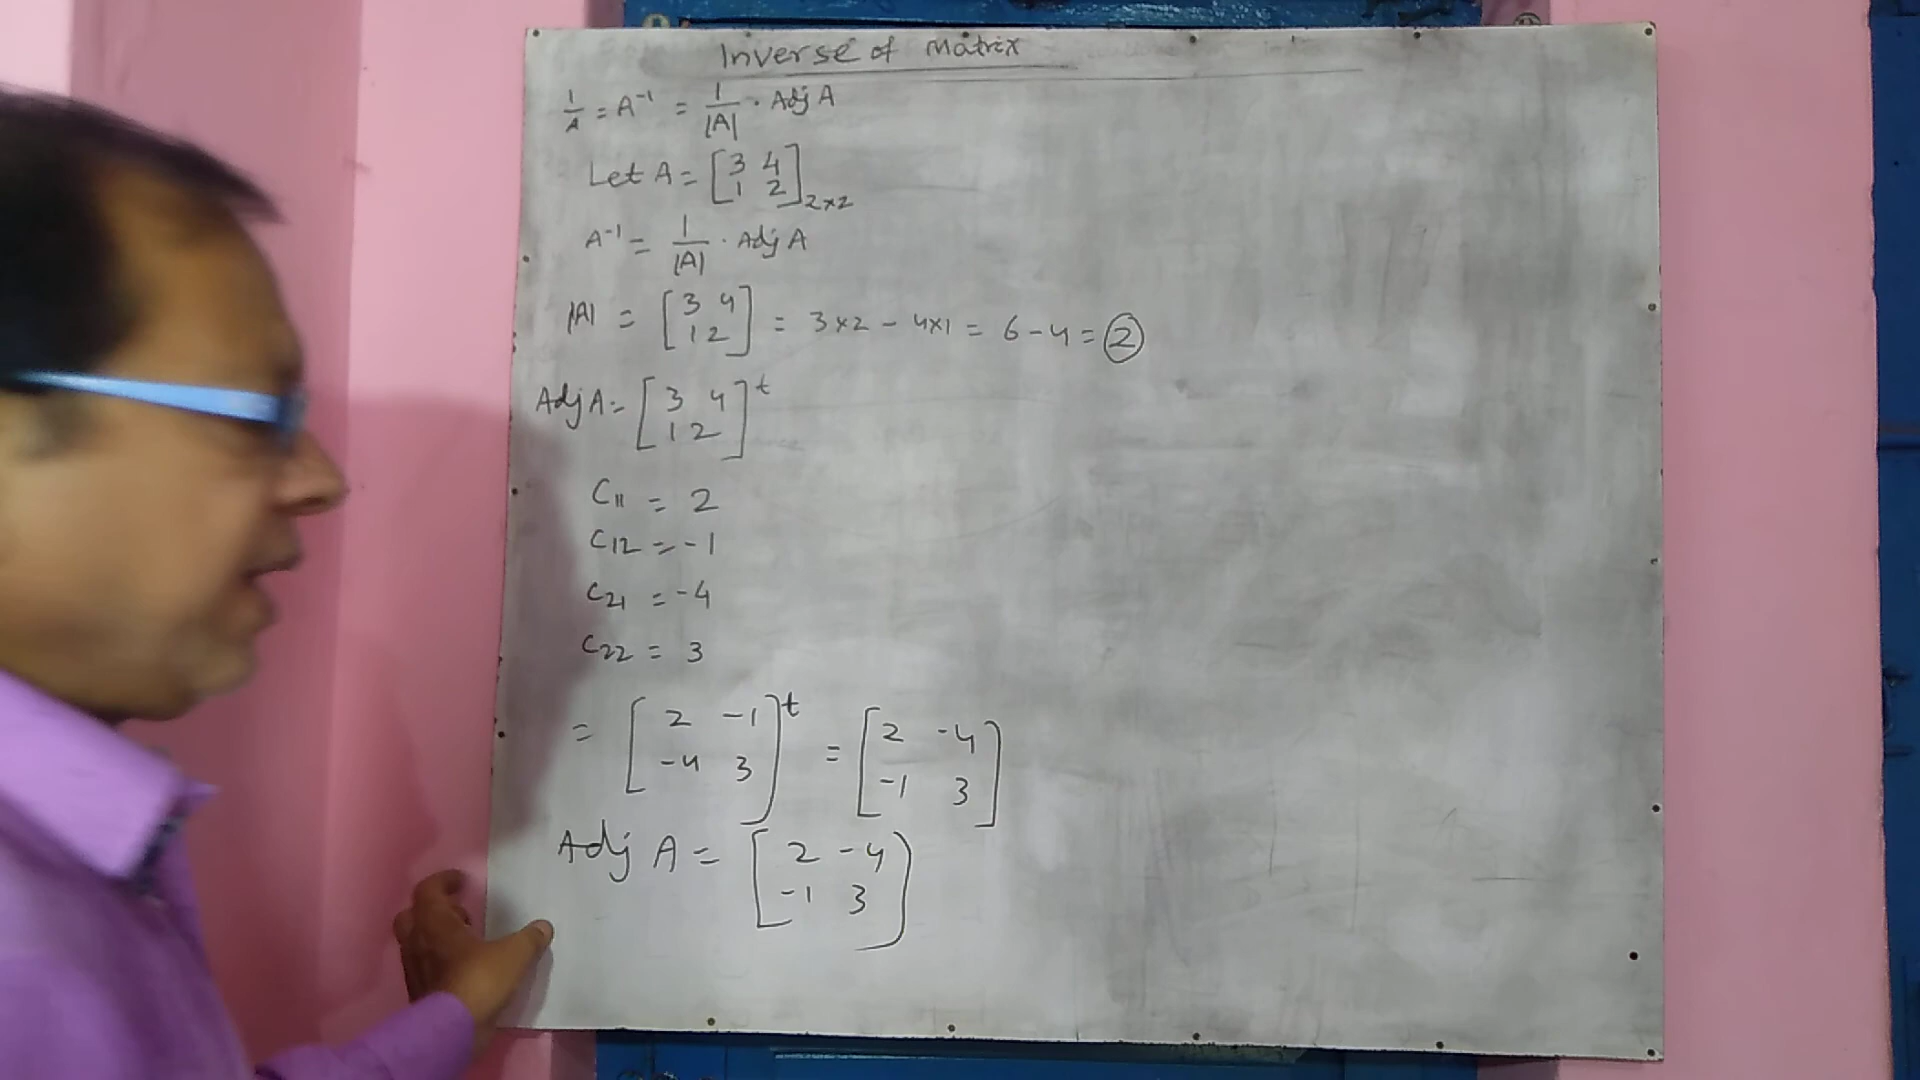 Inverse of Matrix
1/A = A⁻¹ = 1/|A| · Adj A
Let A = [3 4; 1 2]2×2
A⁻¹ = 1/|A| · Adj A
|A| = [3 4; 1 2] = 3×2 - 4×1 = 6 - 4 = 2
Adj A = [3 4; 1 2]ᵗ
C11 = 2
C12 = -1
C21 = -4
C22 = 3
= [2 -1; -4 3]ᵗ = [2 -4; -1 3]
Adj A = [2 -4; -1 3]